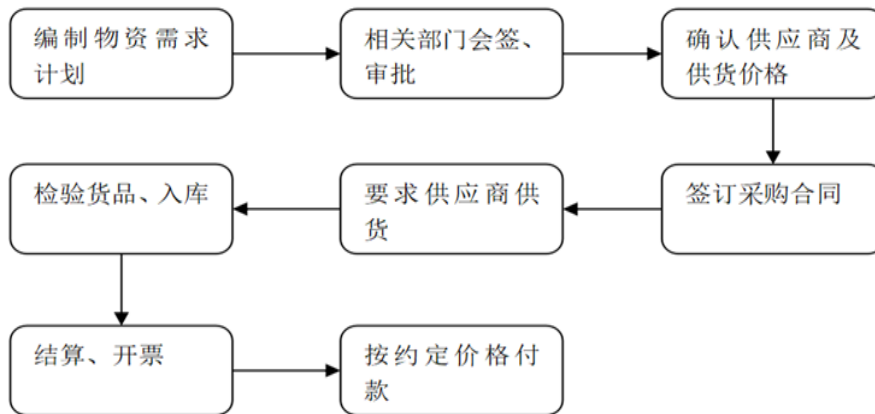 编制物资需求
计划
相关部门会签、
审批
确认供应商及
供货价格
签订采购合同
要求供应商供
货
检验货品、入库
结算、开票
按约定价格付
款